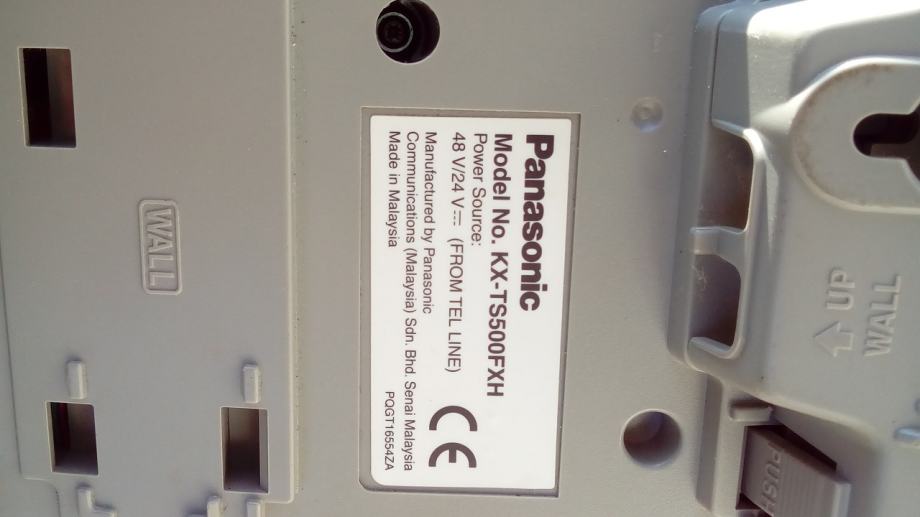 Panasonic
Model No. KX-TS500FXH
Power Source:
48 V/24 V⎓ (FROM TEL LINE)
CE
Manufactured by Panasonic
Communications (Malaysia) Sdn. Bhd. Senai Malaysia
Made in Malaysia
PQGT16554ZA
WALL
UP
WALL
PUSH